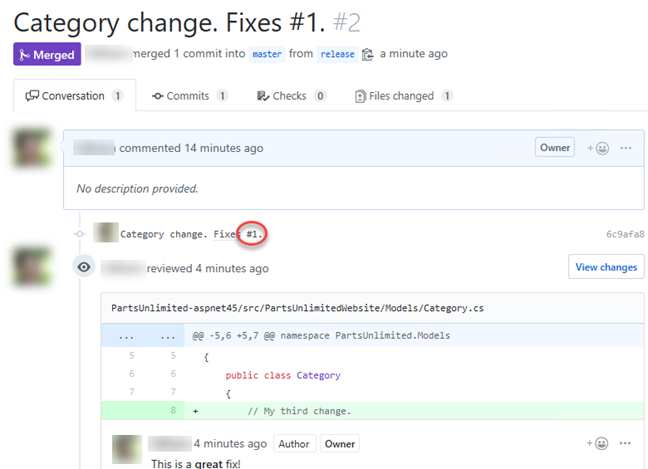 Category change. Fixes #1. #2
Merged merged 1 commit into master from release a minute ago
Conversation 1 Commits 1 Checks 0 Files changed 1
commented 14 minutes ago Owner
No description provided.
Category change. Fixes #1. 6c9afa8
reviewed 4 minutes ago View changes
PartsUnlimited-aspnet45/src/PartsUnlimitedWebsite/Models/Category.cs
... ... @@ -5,6 +5,7 @@ namespace PartsUnlimited.Models
5 5 {
6 6 public class Category
7 7 {
8 + // My third change.
4 minutes ago Author Owner
This is a great fix!